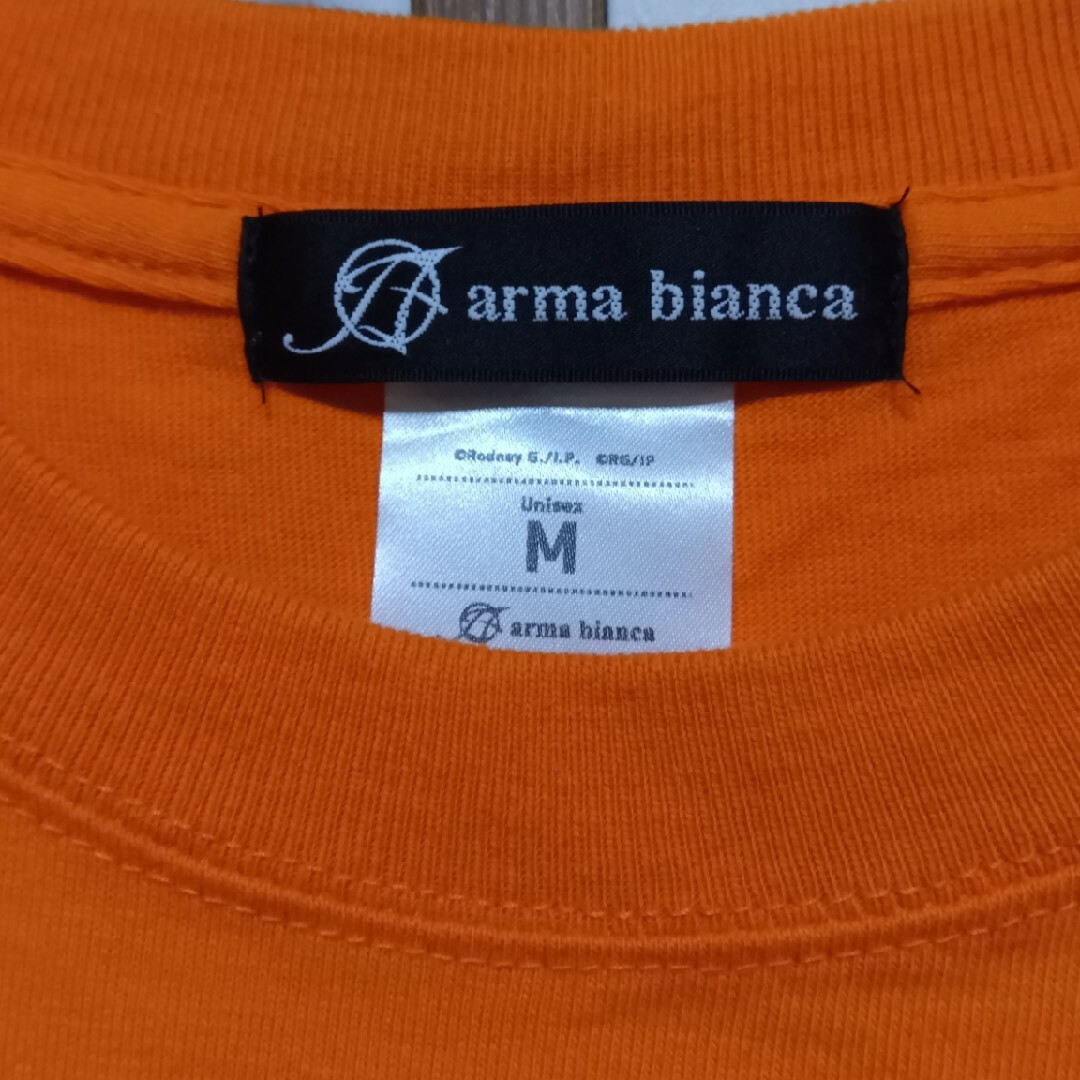 arma bianca
©Rodney G./I.P. ©RG/IP
Unisex
M
arma bianca